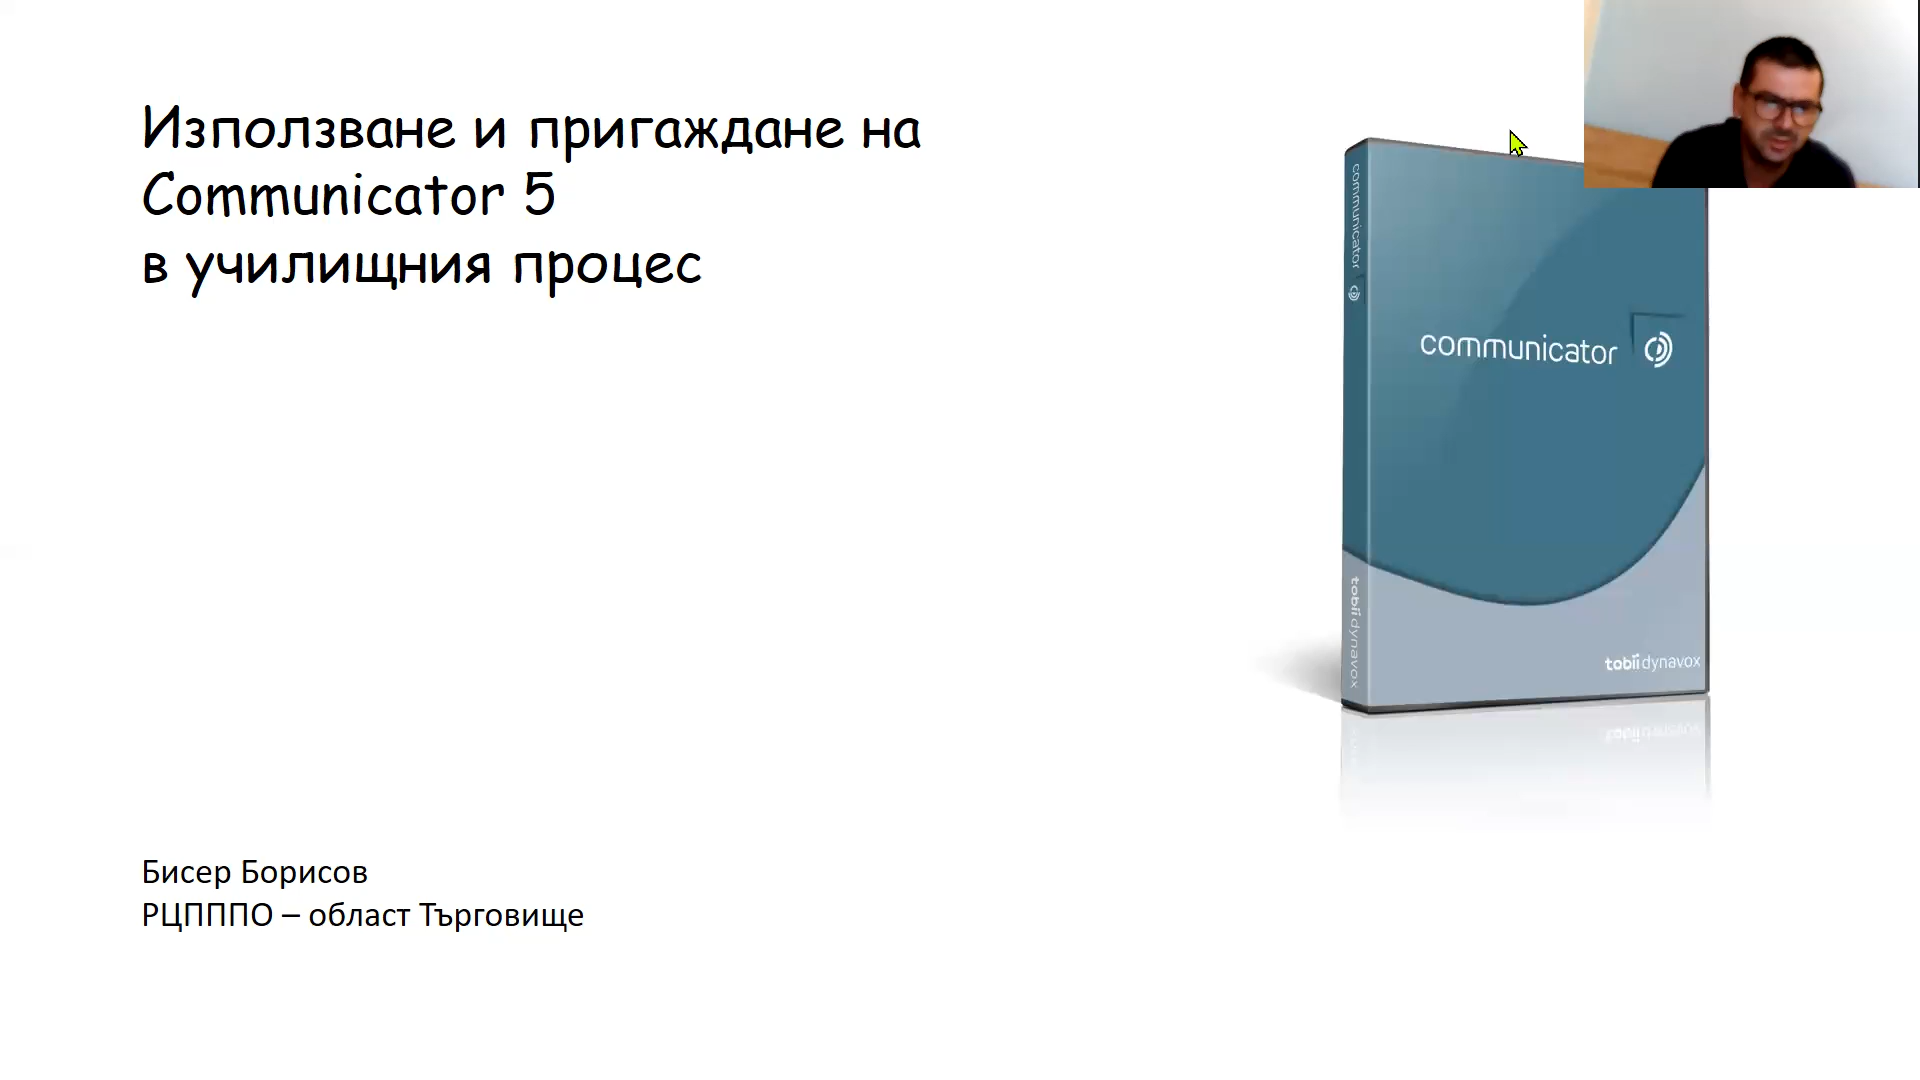 Използване и пригаждане на
Communicator 5
в училищния процес
communicator
communicator
tobii dynavox
tobii dynavox
Бисер Борисов
РЦПППО – област Търговище